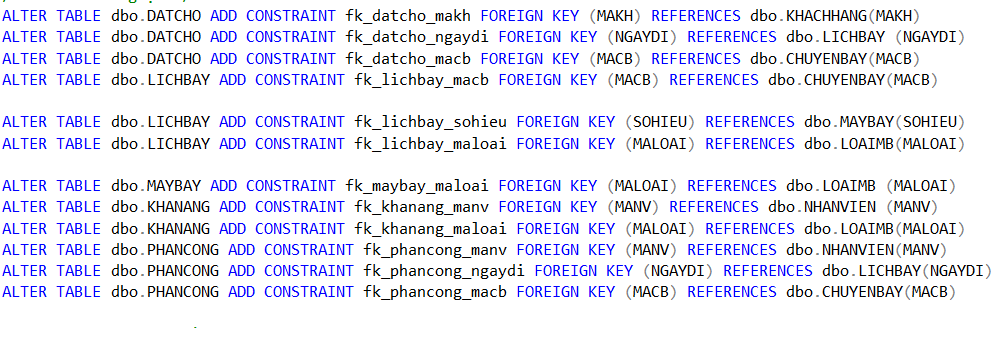 ALTER TABLE dbo.DATCHO ADD CONSTRAINT fk_datcho_makh FOREIGN KEY (MAKH) REFERENCES dbo.KHACHHANG(MAKH)
ALTER TABLE dbo.DATCHO ADD CONSTRAINT fk_datcho_ngaydi FOREIGN KEY (NGAYDI) REFERENCES dbo.LICHBAY (NGAYDI)
ALTER TABLE dbo.DATCHO ADD CONSTRAINT fk_datcho_macb FOREIGN KEY (MACB) REFERENCES dbo.CHUYENBAY(MACB)
ALTER TABLE dbo.LICHBAY ADD CONSTRAINT fk_lichbay_macb FOREIGN KEY (MACB) REFERENCES dbo.CHUYENBAY(MACB)
ALTER TABLE dbo.LICHBAY ADD CONSTRAINT fk_lichbay_sohieu FOREIGN KEY (SOHIEU) REFERENCES dbo.MAYBAY(SOHIEU)
ALTER TABLE dbo.LICHBAY ADD CONSTRAINT fk_lichbay_maloai FOREIGN KEY (MALOAI) REFERENCES dbo.LOAIMB(MALOAI)
ALTER TABLE dbo.MAYBAY ADD CONSTRAINT fk_maybay_maloai FOREIGN KEY (MALOAI) REFERENCES dbo.LOAIMB (MALOAI)
ALTER TABLE dbo.KHANANG ADD CONSTRAINT fk_khanang_manv FOREIGN KEY (MANV) REFERENCES dbo.NHANVIEN (MANV)
ALTER TABLE dbo.KHANANG ADD CONSTRAINT fk_khanang_maloai FOREIGN KEY (MALOAI) REFERENCES dbo.LOAIMB(MALOAI)
ALTER TABLE dbo.PHANCONG ADD CONSTRAINT fk_phancong_manv FOREIGN KEY (MANV) REFERENCES dbo.NHANVIEN(MANV)
ALTER TABLE dbo.PHANCONG ADD CONSTRAINT fk_phancong_ngaydi FOREIGN KEY (NGAYDI) REFERENCES dbo.LICHBAY(NGAYDI)
ALTER TABLE dbo.PHANCONG ADD CONSTRAINT fk_phancong_macb FOREIGN KEY (MACB) REFERENCES dbo.CHUYENBAY(MACB)